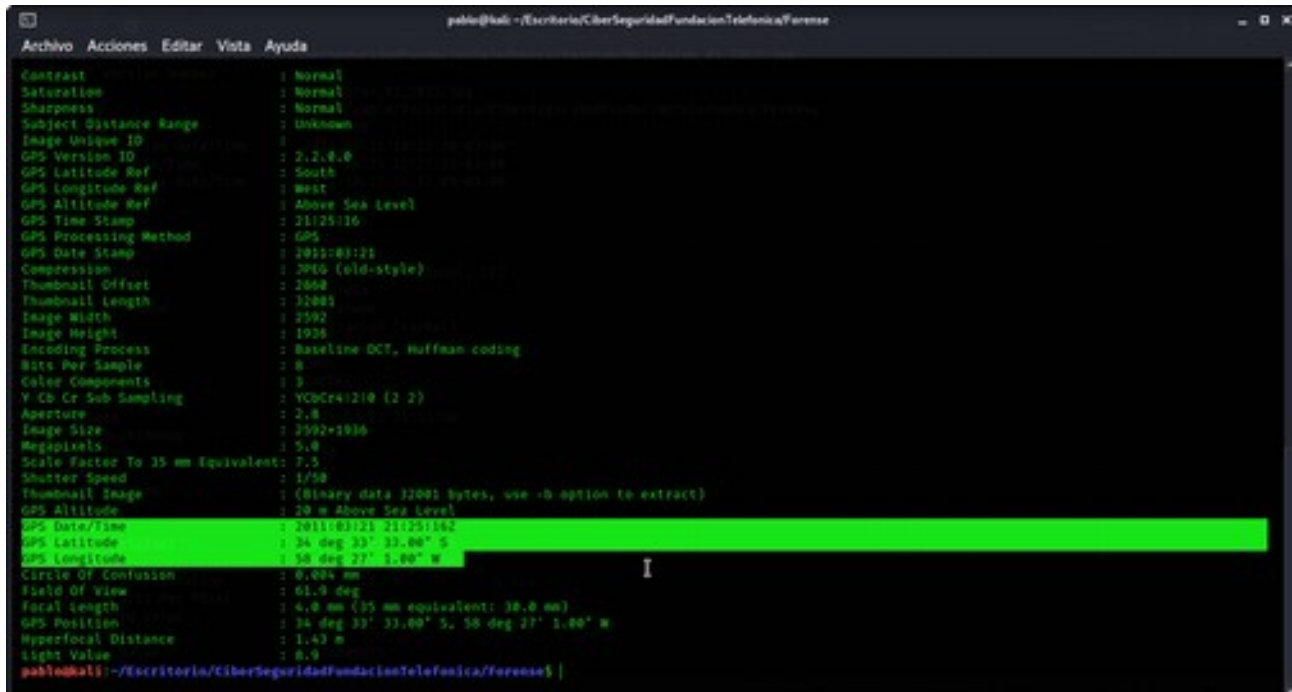 pablo@kali: ~/Escritorio/CiberSeguridadFundacionTelefonica/Forense
Archivo Acciones Editar Vista Ayuda
Contrast : Normal
Saturation : Normal
Sharpness : Normal
Subject Distance Range : Unknown
Image Unique ID :
GPS Version ID : 2.2.0.0
GPS Latitude Ref : South
GPS Longitude Ref : West
GPS Altitude Ref : Above Sea Level
GPS Time Stamp : 21:25:16
GPS Processing Method : GPS
GPS Date Stamp : 2011:03:21
Compression : JPEG (old-style)
Thumbnail Offset : 2860
Thumbnail Length : 32001
Image Width : 2592
Image Height : 1936
Encoding Process : Baseline DCT, Huffman coding
Bits Per Sample : 8
Color Components : 3
Y Cb Cr Sub Sampling : YCbCr4:2:0 (2 2)
Aperture : 2.8
Image Size : 2592×1936
Megapixels : 5.0
Scale Factor To 35 mm Equivalent: 7.5
Shutter Speed : 1/50
Thumbnail Image : (Binary data 32001 bytes, use -b option to extract)
GPS Altitude : 20 m Above Sea Level
GPS Date/Time : 2011:03:21 21:25:16Z
GPS Latitude : 34 deg 33' 33.00" S
GPS Longitude : 58 deg 27' 1.00" W
Circle Of Confusion : 0.004 mm
Field Of View : 61.9 deg
Focal Length : 4.0 mm (35 mm equivalent: 30.0 mm)
GPS Position : 34 deg 33' 33.00" S, 58 deg 27' 1.00" W
Hyperfocal Distance : 1.43 m
Light Value : 8.9
pablo@kali:~/Escritorio/CiberSeguridadFundacionTelefonica/Forense$